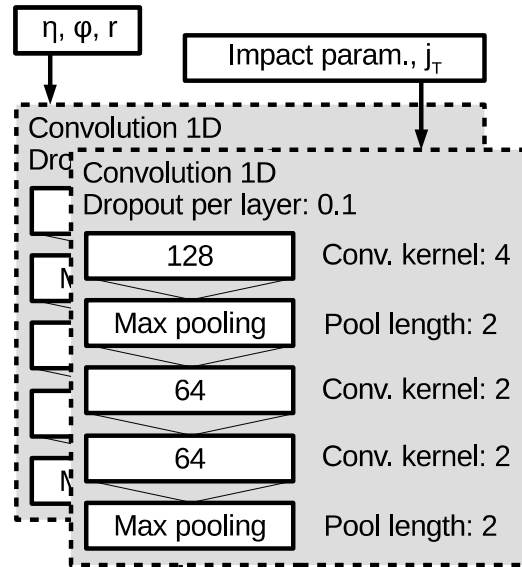 η, φ, r
Impact param., j_T
Convolution 1D
Convolution 1D
Dropout per layer: 0.1
128
Conv. kernel: 4
Max pooling
Pool length: 2
64
Conv. kernel: 2
64
Conv. kernel: 2
Max pooling
Pool length: 2